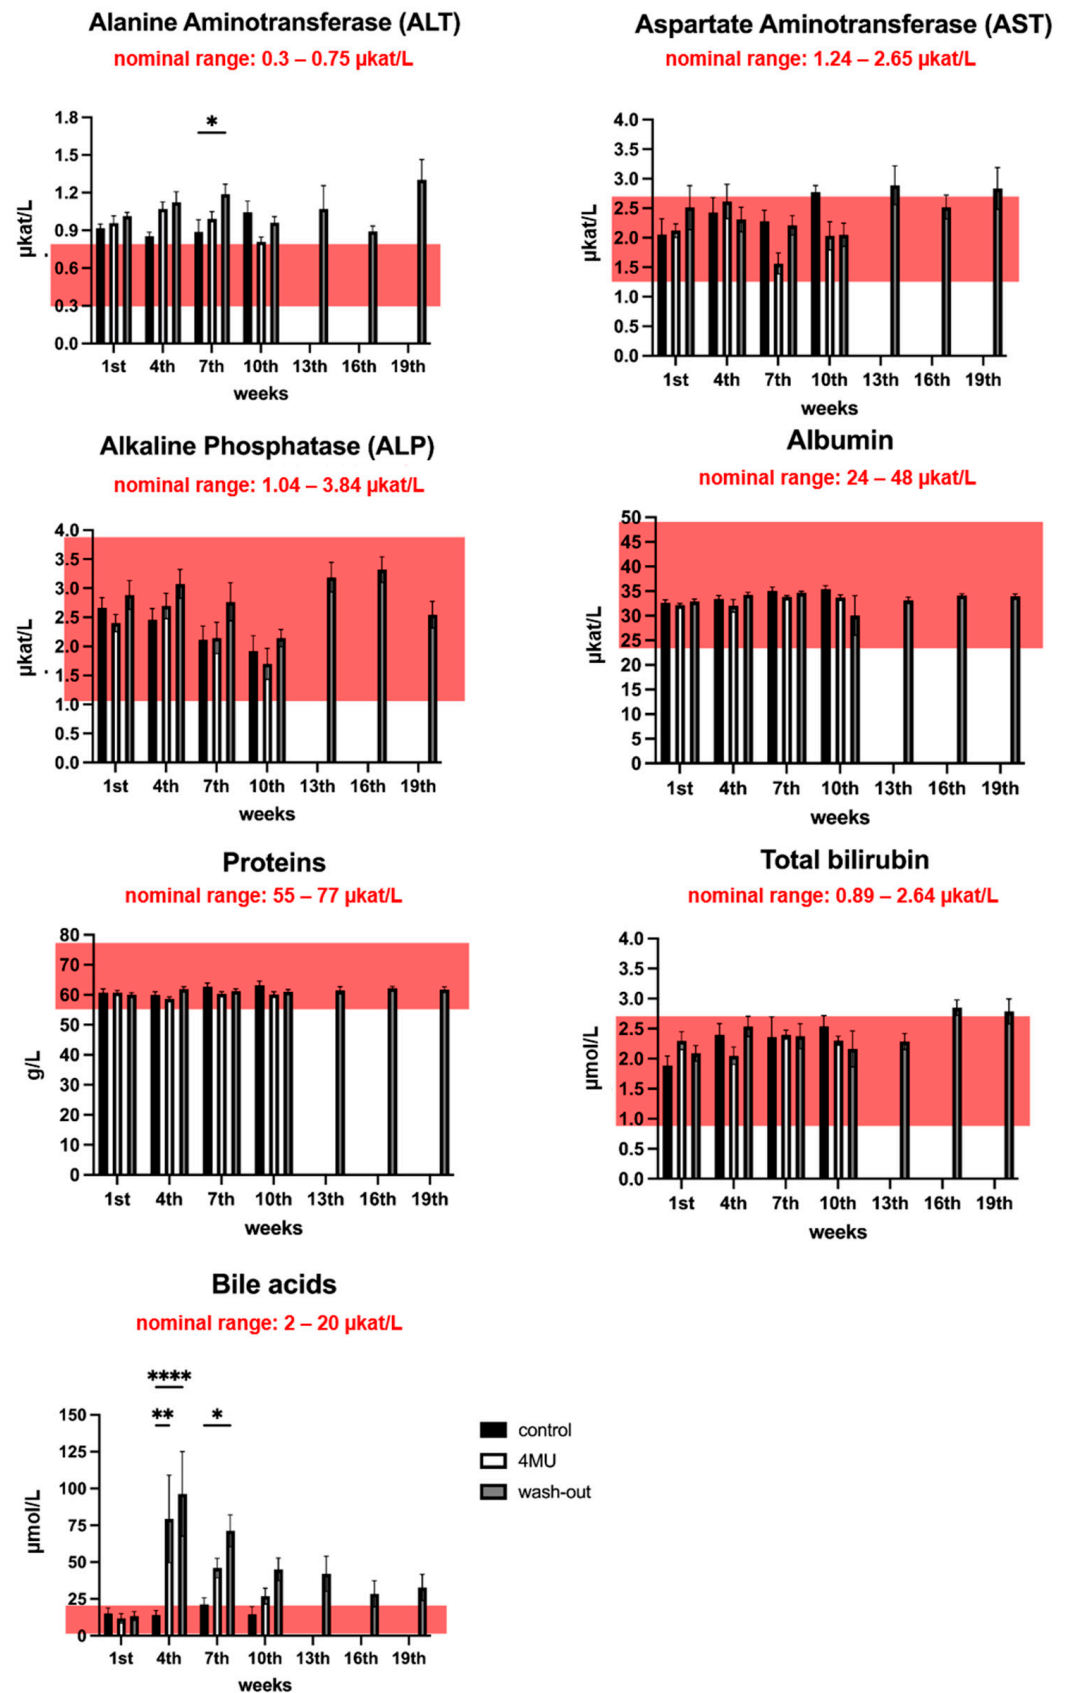 Alanine Aminotransferase (ALT)
nominal range: 0.3 – 0.75 µkat/L
*
1.8
1.5
1.2
0.9
0.6
0.3
0.0
µkat/L
1st 4th 7th 10th 13th 16th 19th
weeks
Aspartate Aminotransferase (AST)
nominal range: 1.24 – 2.65 µkat/L
4.0
3.5
3.0
2.5
2.0
1.5
1.0
0.5
0.0
µkat/L
1st 4th 7th 10th 13th 16th 19th
weeks
Alkaline Phosphatase (ALP)
nominal range: 1.04 – 3.84 µkat/L
4.0
3.5
3.0
2.5
2.0
1.5
1.0
0.5
0.0
µkat/L
1st 4th 7th 10th 13th 16th 19th
weeks
Albumin
nominal range: 24 – 48 µkat/L
50
45
40
35
30
25
20
15
10
5
0
µkat/L
1st 4th 7th 10th 13th 16th 19th
weeks
Proteins
nominal range: 55 – 77 µkat/L
80
70
60
50
40
30
20
10
0
g/L
1st 4th 7th 10th 13th 16th 19th
weeks
Total bilirubin
nominal range: 0.89 – 2.64 µkat/L
4.0
3.5
3.0
2.5
2.0
1.5
1.0
0.5
0.0
µmol/L
1st 4th 7th 10th 13th 16th 19th
weeks
Bile acids
nominal range: 2 – 20 µkat/L
****
** *
150
125
100
75
50
25
0
µmol/L
1st 4th 7th 10th 13th 16th 19th
weeks
control
4MU
wash-out